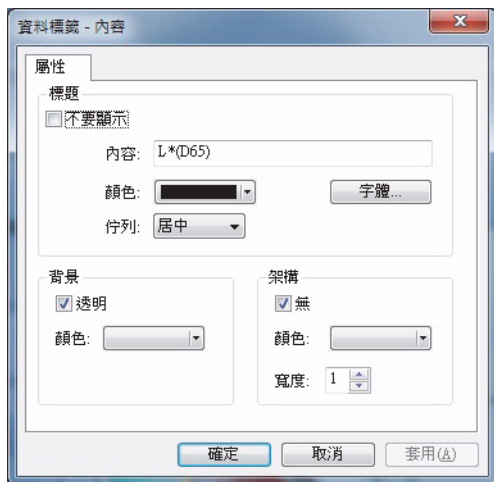 資料標籤 - 內容
屬性
標題
不要顯示
內容: L*(D65)
顏色: 字體...
佇列: 居中
背景
透明
顏色:
架構
無
顏色:
寬度: 1
確定 取消 套用(A)